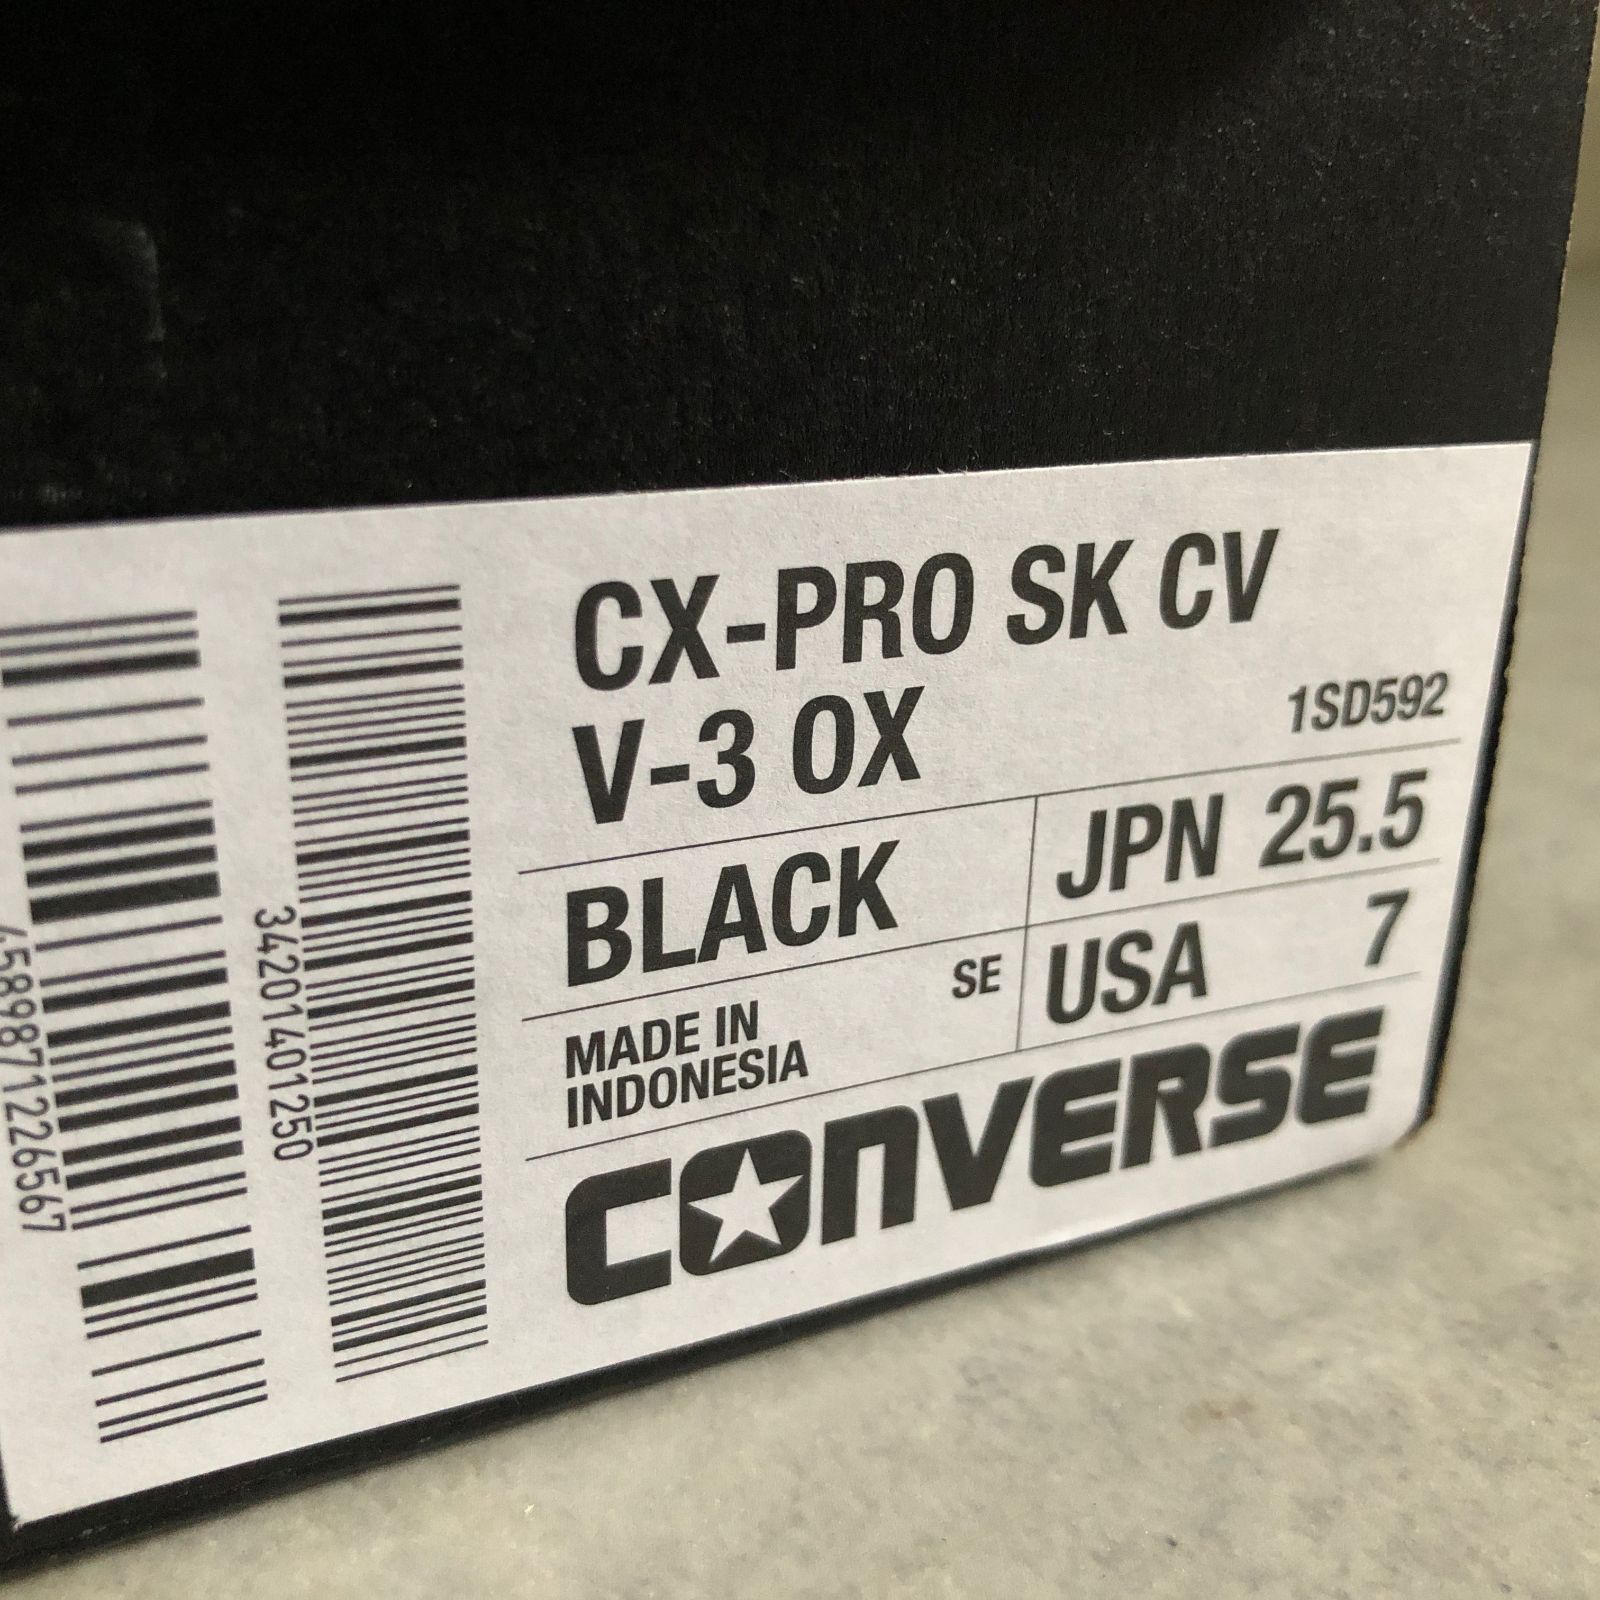 CX-PRO SK CV
V-3 OX
1SD592
BLACK
JPN 25.5
SE
USA 7
MADE IN
INDONESIA
CONVERSE
34201401250
4589871226567